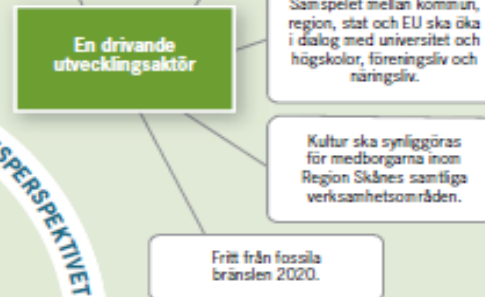 En drivande
utvecklingsaktör
Samspelet mellan kommun,
region, stat och EU ska öka
i dialog med universitet och
högskolor, föreningsliv och
näringsliv.
Kultur ska synliggöras
för medborgarna inom
Region Skånes samtliga
verksamhetsområden.
Fritt från fossila
bränslen 2020.
SPERSPEKTIVET